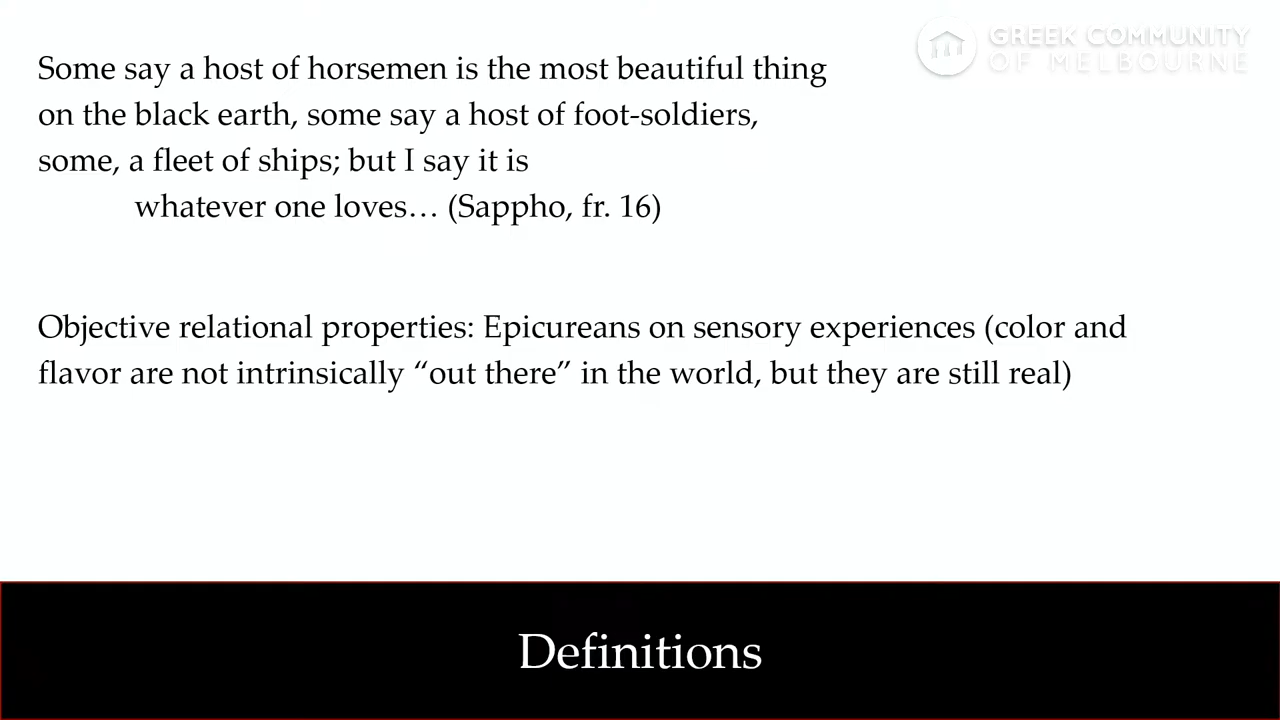 GREEK COMMUNITY
OF MELBOURNE
Some say a host of horsemen is the most beautiful thing
on the black earth, some say a host of foot-soldiers,
some, a fleet of ships; but I say it is
whatever one loves… (Sappho, fr. 16)
Objective relational properties: Epicureans on sensory experiences (color and
flavor are not intrinsically “out there” in the world, but they are still real)
Definitions